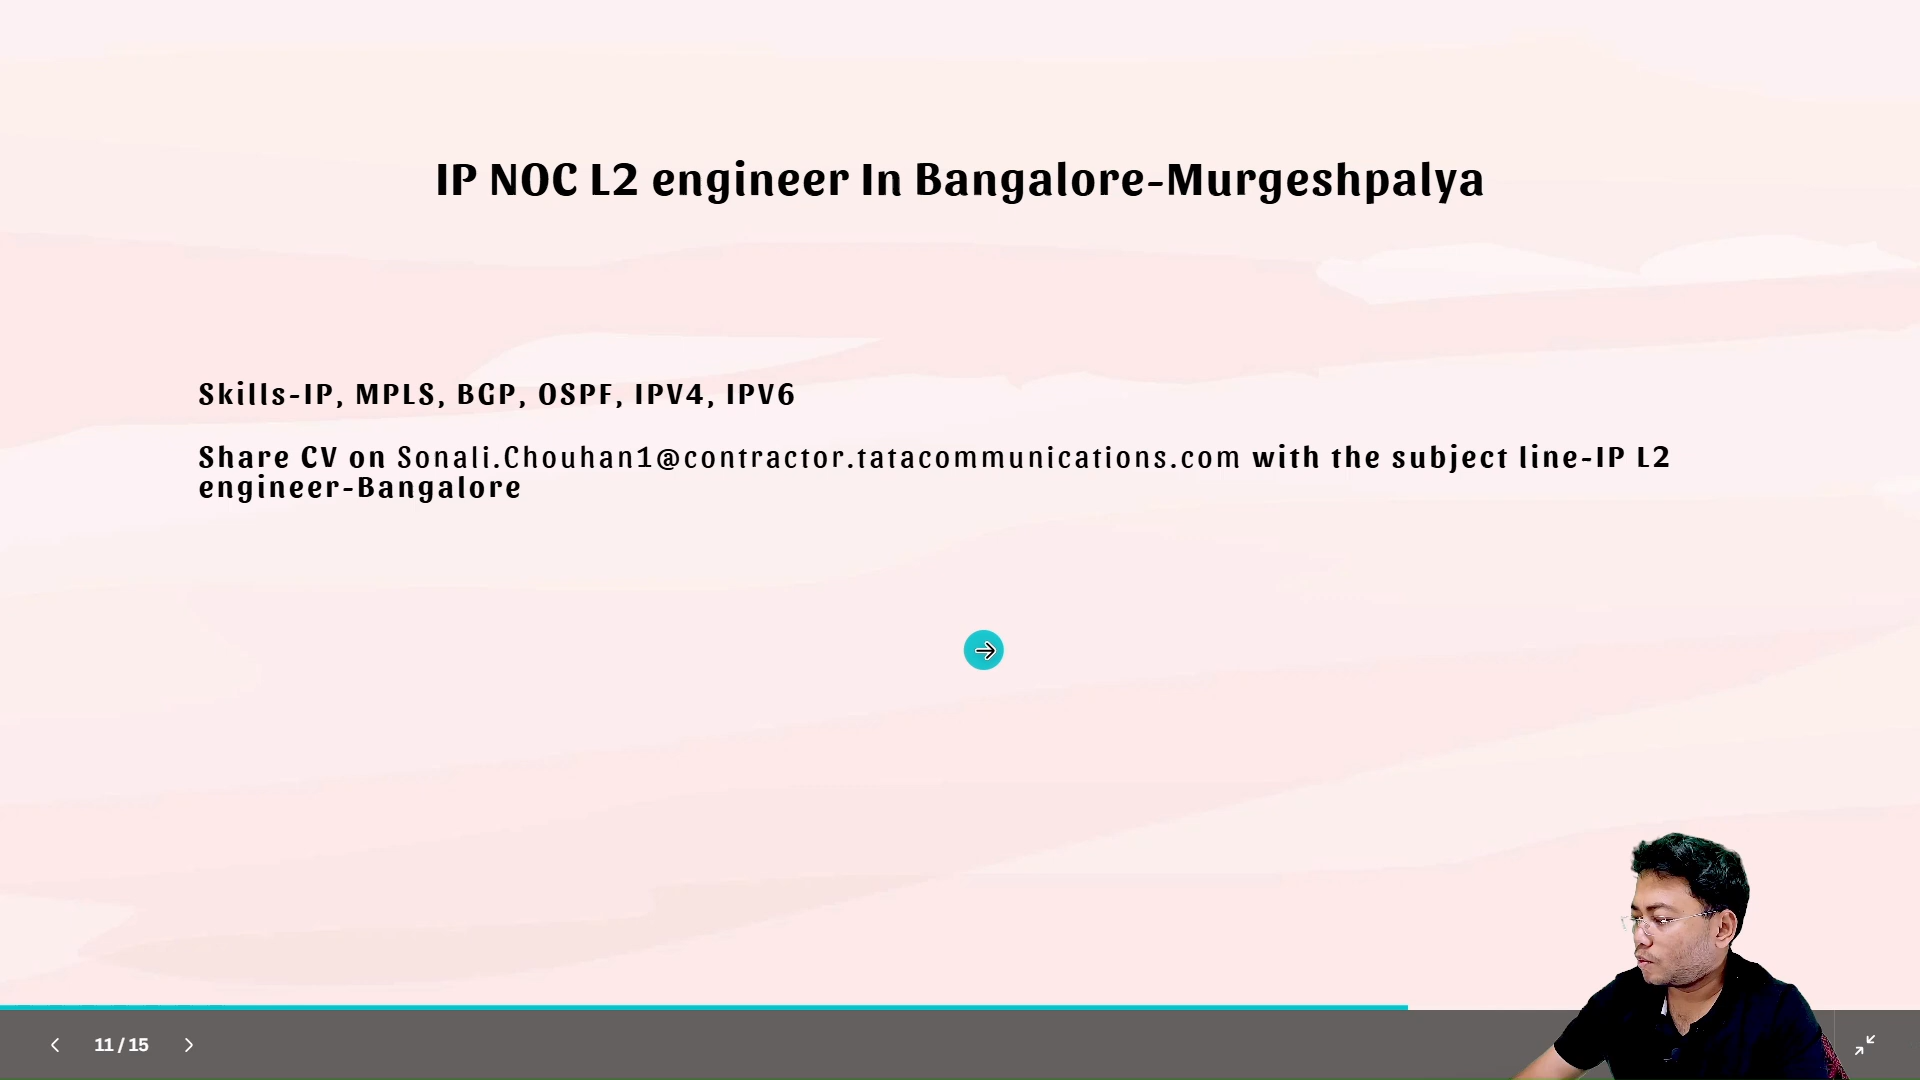 IP NOC L2 engineer In Bangalore-Murgeshpalya
Skills-IP, MPLS, BGP, OSPF, IPV4, IPV6
Share CV on Sonali.Chouhan1@contractor.tatacommunications.com with the subject line-IP L2
engineer-Bangalore
11 / 15